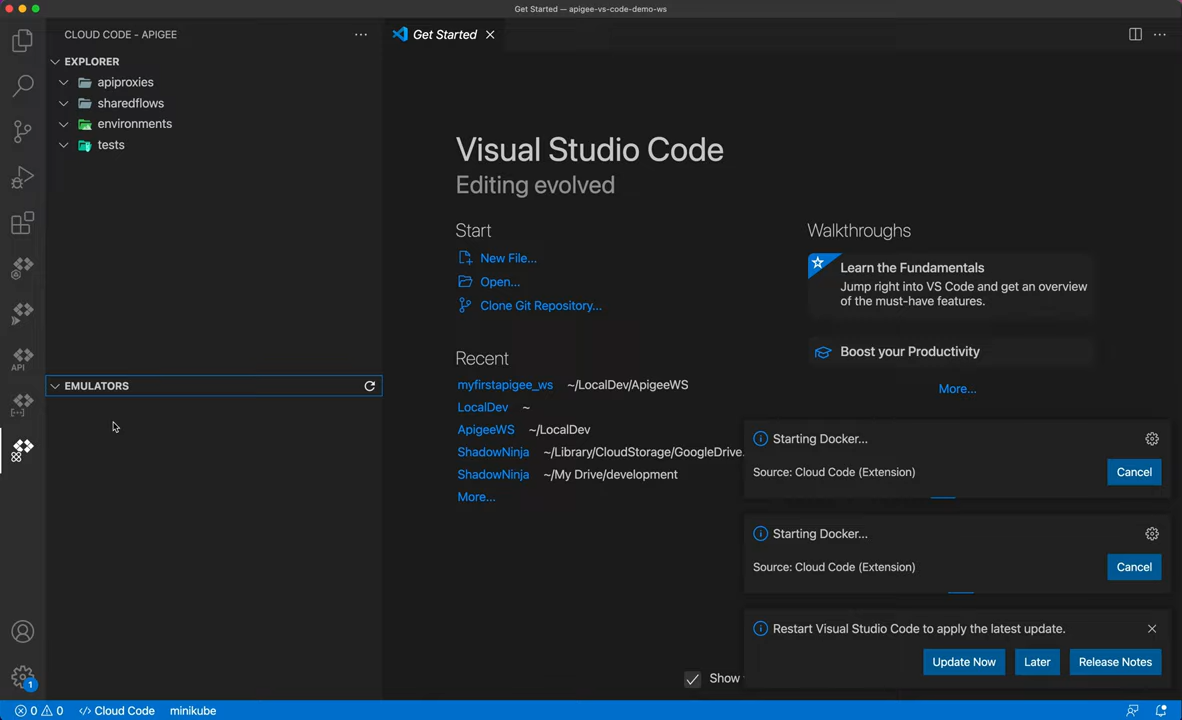 Get Started — apigee-vs-code-demo-ws
CLOUD CODE - APIGEE
EXPLORER
apiproxies
sharedflows
environments
tests
EMULATORS
API
Get Started
Visual Studio Code
Editing evolved
Start
New File...
Open...
Clone Git Repository...
Recent
myfirstapigee_ws ~/LocalDev/ApigeeWS
LocalDev ~
ApigeeWS ~/LocalDev
ShadowNinja ~/Library/CloudStorage/GoogleDrive.
ShadowNinja ~/My Drive/development
More...
Walkthroughs
Learn the Fundamentals
Jump right into VS Code and get an overview
of the must-have features.
Boost your Productivity
More...
Starting Docker...
Source: Cloud Code (Extension)
Cancel
Starting Docker...
Source: Cloud Code (Extension)
Cancel
Restart Visual Studio Code to apply the latest update.
Update Now Later Release Notes
Show
1
0 0 Cloud Code minikube